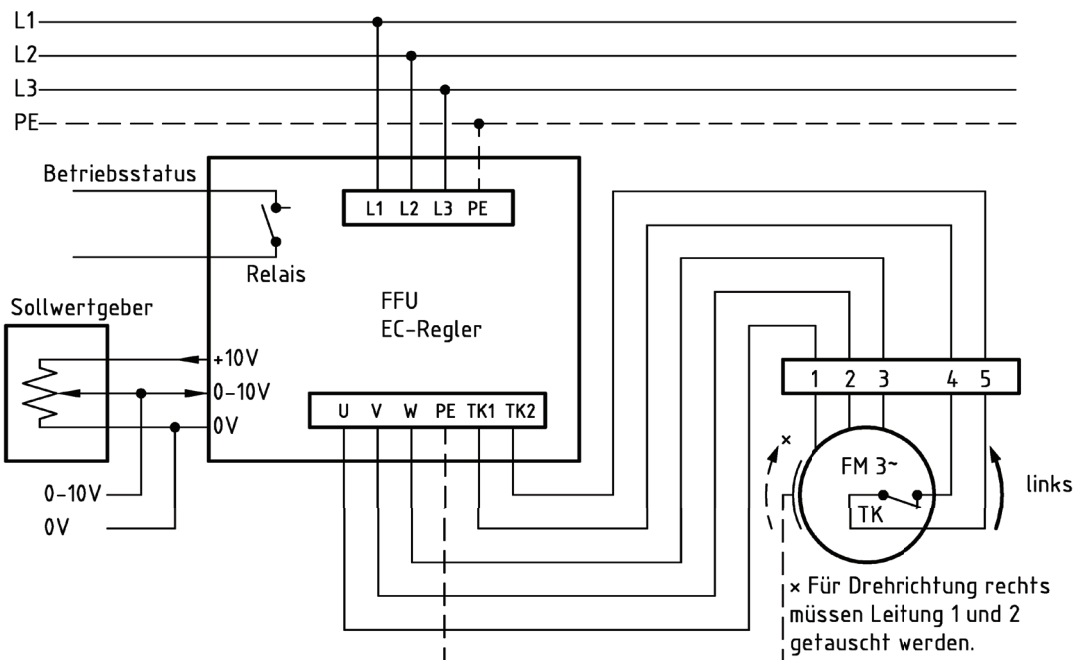 L1
L2
L3
PE
Betriebsstatus
L1 L2 L3 PE
Relais
FFU
EC-Regler
Sollwertgeber
+10V
0-10V
0V
U V W PE TK1 TK2
0-10V
0V
1 2 3 4 5
×
FM 3~
TK
links
× Für Drehrichtung rechts
müssen Leitung 1 und 2
getauscht werden.